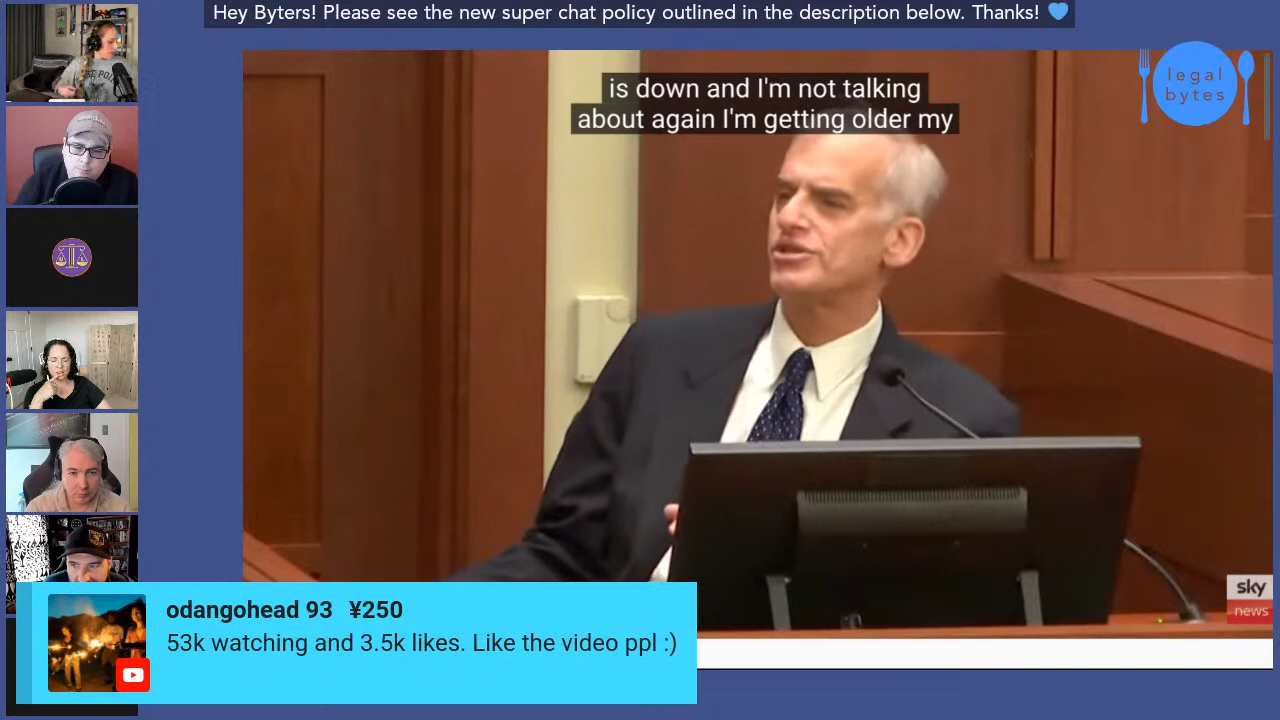 Hey Byters! Please see the new super chat policy outlined in the description below. Thanks! 💙
legal
bytes
is down and I'm not talking
about again I'm getting older my
sky
news
odangohead 93 ¥250
53k watching and 3.5k likes. Like the video ppl :)